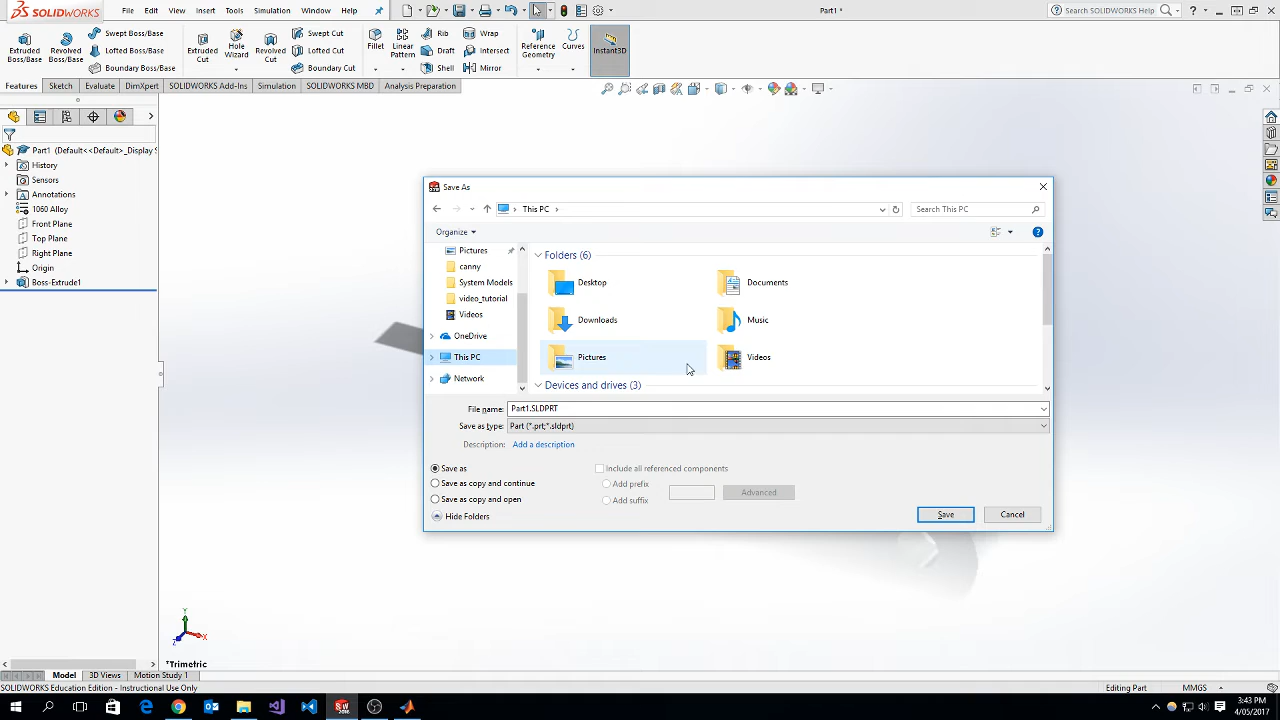 SOLIDWORKS File Edit View Insert Tools Simulation Window Help Part1 * Search SOLIDWORKS Help
Extruded Boss/Base
Revolved Boss/Base
Swept Boss/Base
Lofted Boss/Base
Boundary Boss/Base
Extruded Cut
Hole Wizard
Revolved Cut
Swept Cut
Lofted Cut
Boundary Cut
Fillet
Linear Pattern
Rib
Draft
Shell
Wrap
Intersect
Mirror
Reference Geometry
Curves
Instant3D
Features Sketch Evaluate DimXpert SOLIDWORKS Add-Ins Simulation SOLIDWORKS MBD Analysis Preparation
Part1 (Default<<Default>_Display S
History
Sensors
Annotations
1060 Alloy
Front Plane
Top Plane
Right Plane
Origin
Boss-Extrude1
Save As
This PC
Search This PC
Organize
Pictures
canny
System Models
video_tutorial
Videos
OneDrive
This PC
Network
Folders (6)
Desktop Documents
Downloads Music
Pictures Videos
Devices and drives (3)
File name: Part1.SLDPRT
Save as type: Part (*.prt;*.sldprt)
Description: Add a description
Save as
Save as copy and continue
Save as copy and open
Include all referenced components
Add prefix
Add suffix
Advanced
Hide Folders
Save Cancel
Y
X
Z
*Trimetric
Model 3D Views Motion Study 1
SOLIDWORKS Education Edition - Instructional Use Only Editing Part MMGS
3:43 PM
4/05/2017